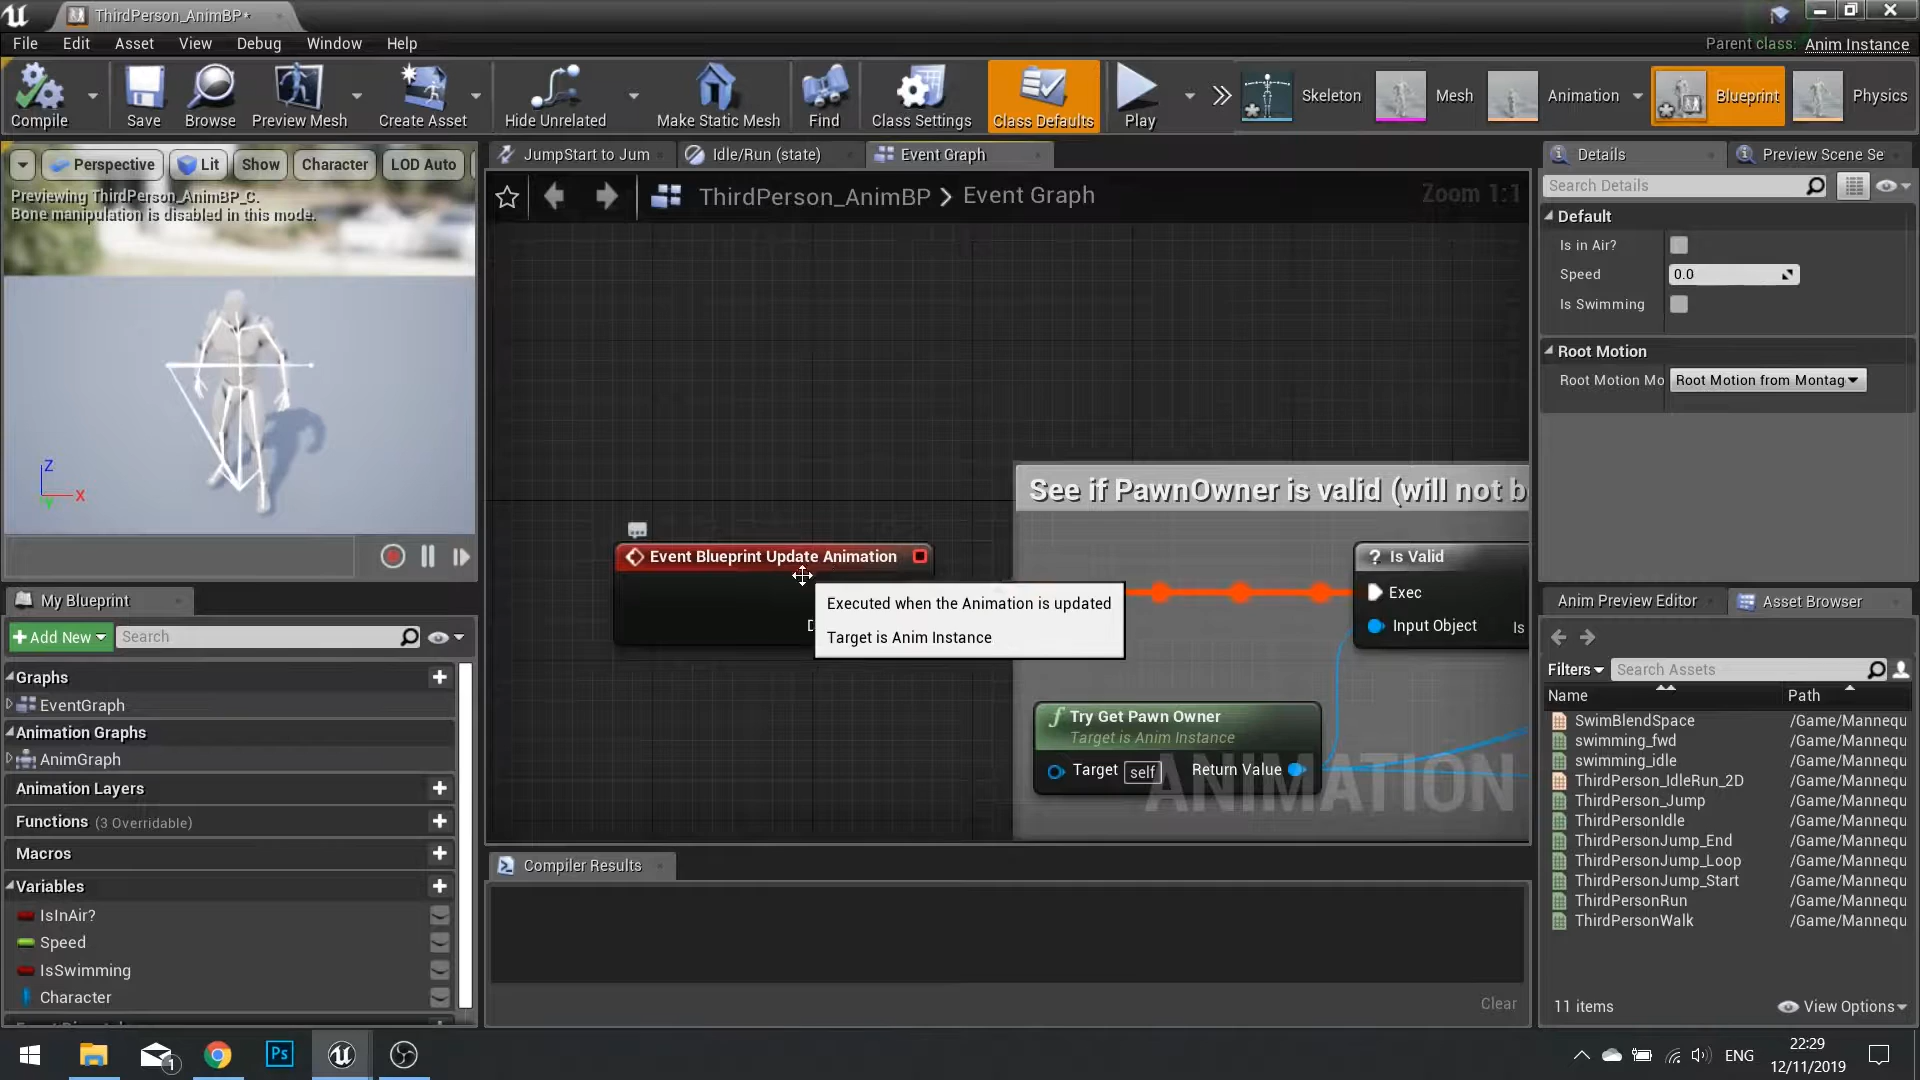 ThirdPerson_AnimBP*
File
Edit
Asset
View
Debug
Window
Help
Parent class:
Anim Instance
Compile
Save
Browse
Preview Mesh
Create Asset
Hide Unrelated
Make Static Mesh
Find
Class Settings
Class Defaults
Play
Skeleton
Mesh
Animation
Blueprint
Physics
Perspective
Lit
Show
Character
LOD Auto
Previewing ThirdPerson_AnimBP_C.
Bone manipulation is disabled in this mode.
Z
X
Y
JumpStart to Jum
Idle/Run (state)
Event Graph
ThirdPerson_AnimBP
Event Graph
Zoom 1:1
See if PawnOwner is valid (will not b
Event Blueprint Update Animation
D
Executed when the Animation is updated
Target is Anim Instance
? Is Valid
Exec
Input Object
Is
f Try Get Pawn Owner
Target is Anim Instance
Target
self
Return Value
ANIMATION
My Blueprint
+Add New
Search
Graphs
EventGraph
Animation Graphs
AnimGraph
Animation Layers
Functions (3 Overridable)
Macros
Variables
IsInAir?
Speed
IsSwimming
Character
Compiler Results
Clear
Details
Preview Scene Se
Search Details
Default
Is in Air?
Speed
0.0
Is Swimming
Root Motion
Root Motion Mo
Root Motion from Montag
Anim Preview Editor
Asset Browser
Filters
Search Assets
Name
Path
SwimBlendSpace
/Game/Mannequ
swimming_fwd
/Game/Mannequ
swimming_idle
/Game/Mannequ
ThirdPerson_IdleRun_2D
/Game/Mannequ
ThirdPerson_Jump
/Game/Mannequ
ThirdPersonIdle
/Game/Mannequ
ThirdPersonJump_End
/Game/Mannequ
ThirdPersonJump_Loop
/Game/Mannequ
ThirdPersonJump_Start
/Game/Mannequ
ThirdPersonRun
/Game/Mannequ
ThirdPersonWalk
/Game/Mannequ
11 items
View Options
1
Ps
ENG
22:29
12/11/2019